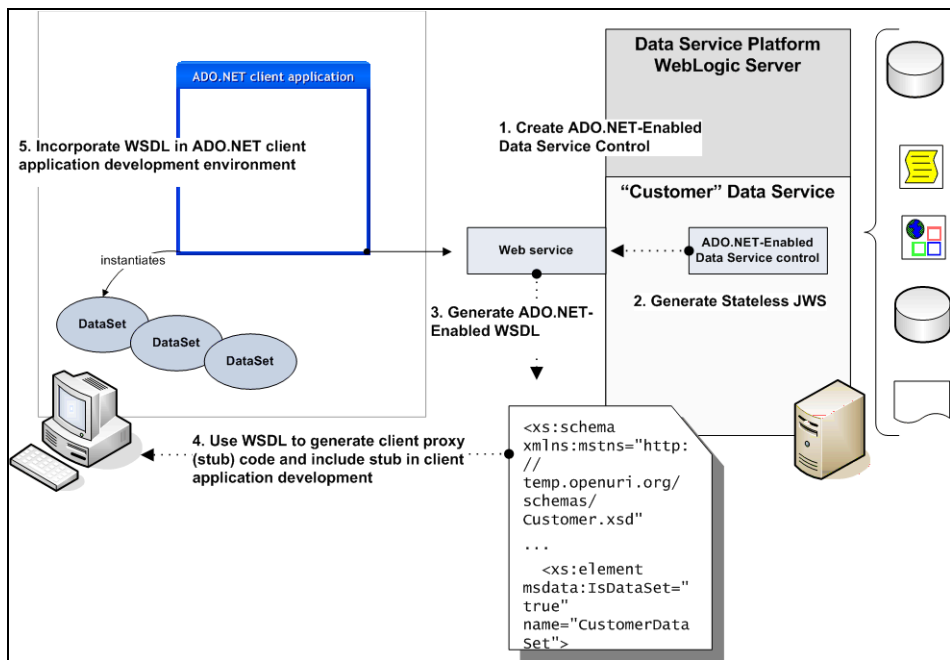 Data Service Platform
WebLogic Server
ADO.NET client application
1. Create ADO.NET-Enabled
Data Service Control
5. Incorporate WSDL in ADO.NET client
application development environment
“Customer” Data Service
Web service
ADO.NET-Enabled
Data Service control
instantiates
2. Generate Stateless JWS
3. Generate ADO.NET-
Enabled WSDL
DataSet
DataSet
DataSet
4. Use WSDL to generate client proxy
(stub) code and include stub in client
application development
<xs:schema
xmlns:mstns="http:
//
temp.openuri.org/
schemas/
Customer.xsd"
...
<xs:element
msdata:IsDataSet="
true"
name="CustomerData
Set">